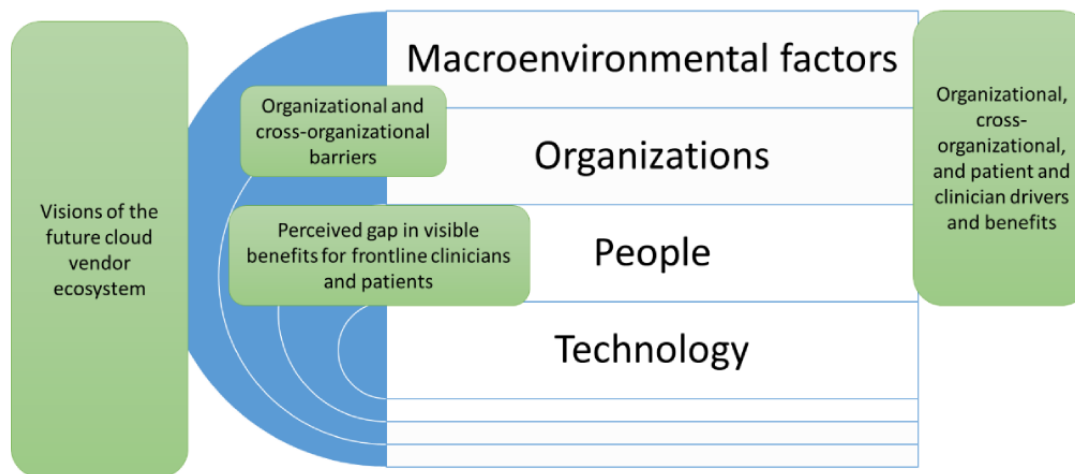 Visions of the
future cloud
vendor
ecosystem
Organizational and
cross-organizational
barriers
Perceived gap in visible
benefits for frontline clinicians
and patients
Macroenvironmental factors
Organizations
People
Technology
Organizational,
cross-
organizational,
and patient and
clinician drivers
and benefits